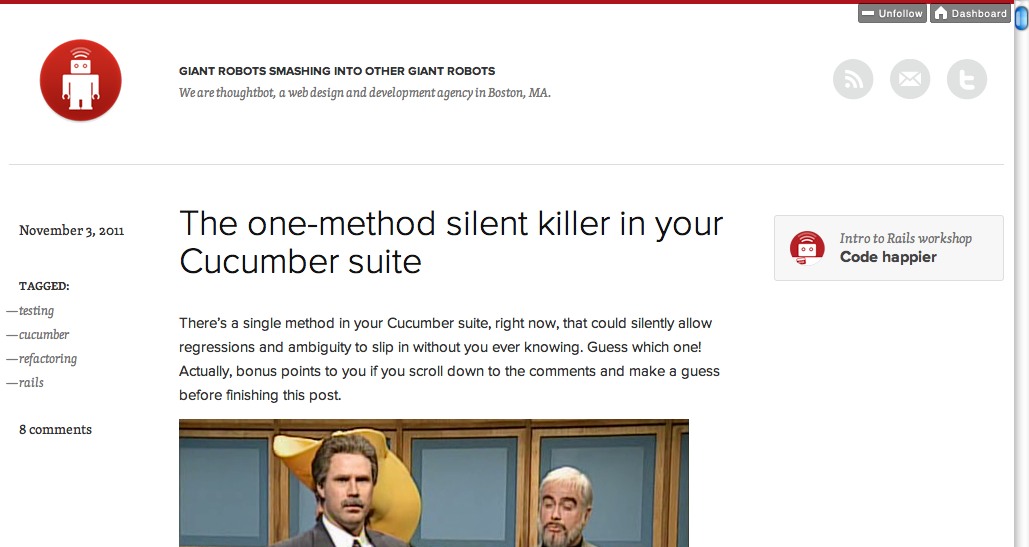 Unfollow
Dashboard
GIANT ROBOTS SMASHING INTO OTHER GIANT ROBOTS
We are thoughtbot, a web design and development agency in Boston, MA.
November 3, 2011
TAGGED:
—testing
—cucumber
—refactoring
—rails
8 comments
The one-method silent killer in your
Cucumber suite
There’s a single method in your Cucumber suite, right now, that could silently allow
regressions and ambiguity to slip in without you ever knowing. Guess which one!
Actually, bonus points to you if you scroll down to the comments and make a guess
before finishing this post.
Intro to Rails workshop
Code happier